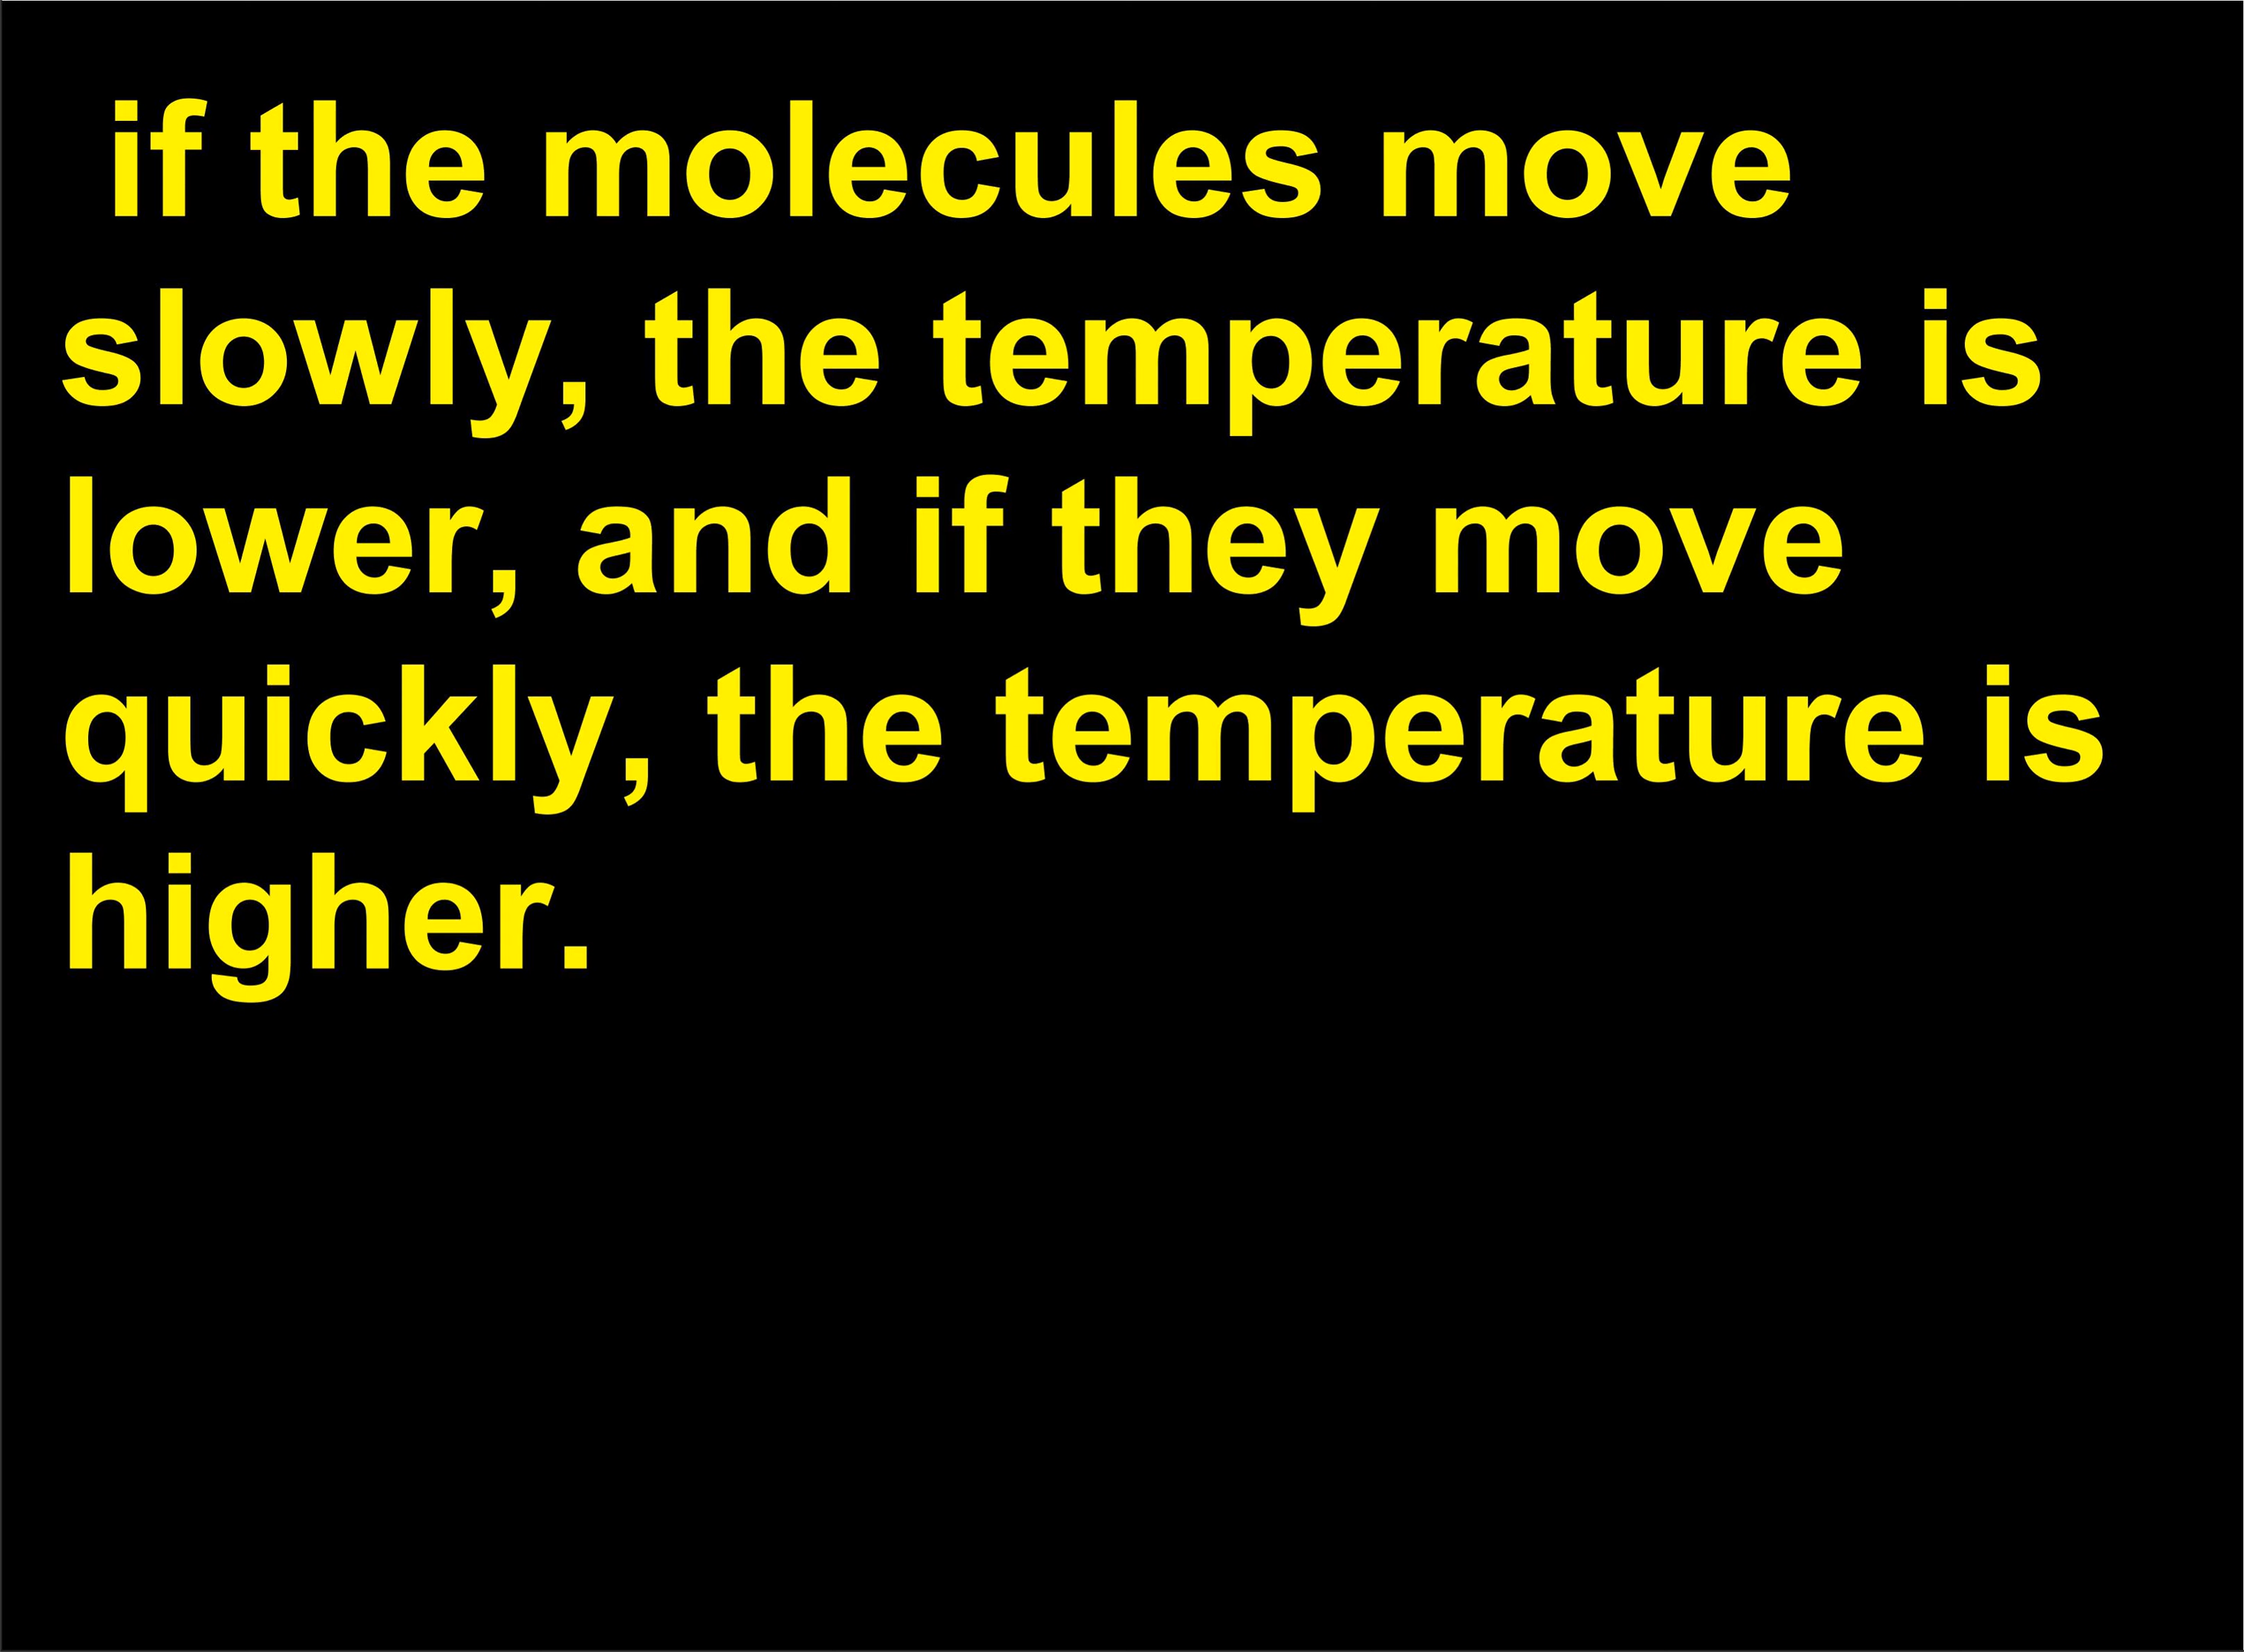 if the molecules move
slowly, the temperature is
lower, and if they move
quickly, the temperature is
higher.